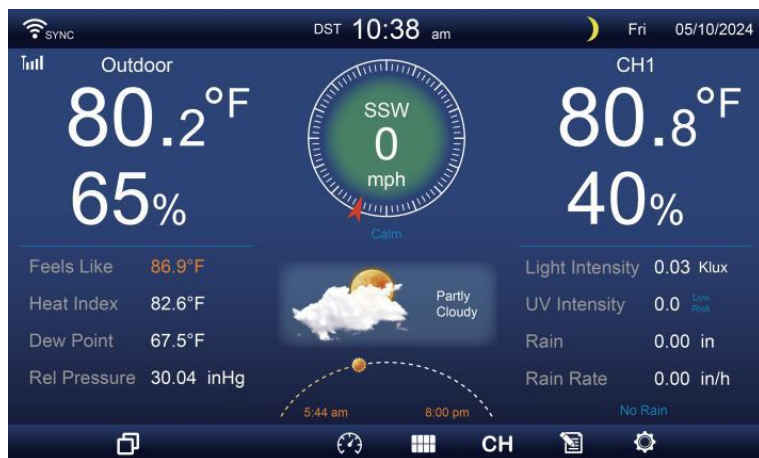 SYNC DST 10:38 am Fri 05/10/2024
Outdoor
80.2°F
65%
Feels Like 86.9°F
Heat Index 82.6°F
Dew Point 67.5°F
Rel Pressure 30.04 inHg
SSW
0
mph
Calm
Partly
Cloudy
5:44 am 8:00 pm
CH1
80.8°F
40%
Light Intensity 0.03 Klux
UV Intensity 0.0 Low Risk
Rain 0.00 in
Rain Rate 0.00 in/h
No Rain
CH